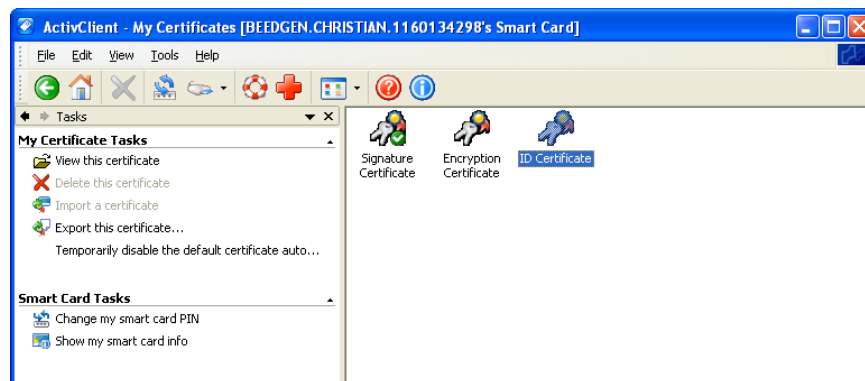 ActivClient - My Certificates [BEEDGEN.CHRISTIAN.1160134298's Smart Card]
File Edit View Tools Help
Tasks
My Certificate Tasks
View this certificate
Delete this certificate
Import a certificate
Export this certificate...
Temporarily disable the default certificate auto...
Smart Card Tasks
Change my smart card PIN
Show my smart card info
Signature
Certificate
Encryption
Certificate
ID Certificate